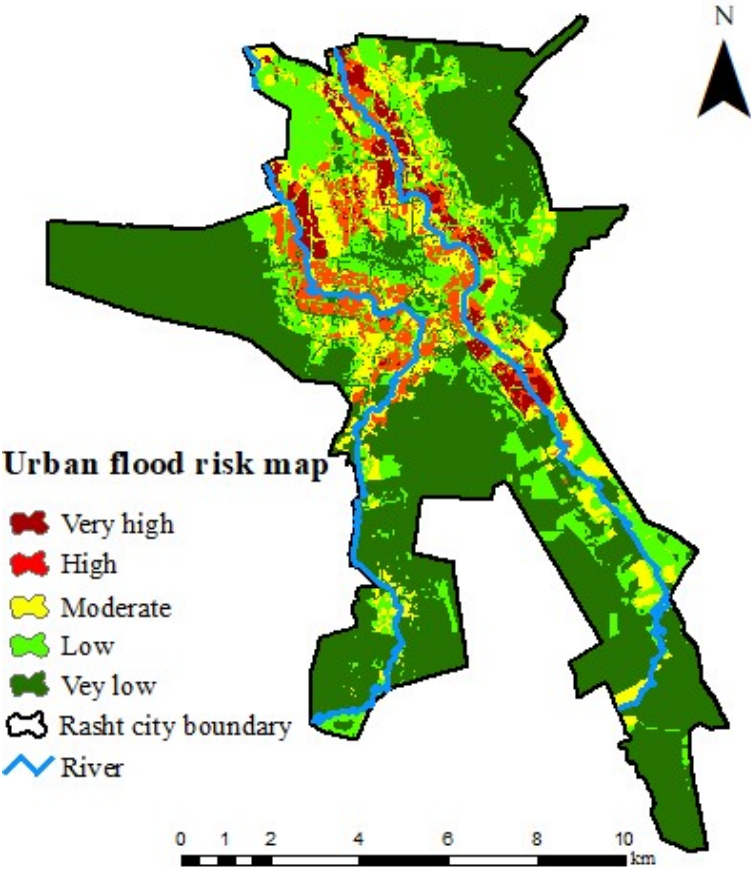 N
Urban flood risk map
Very high
High
Moderate
Low
Vey low
Rasht city boundary
River
0 1 2 4 6 8 10
km